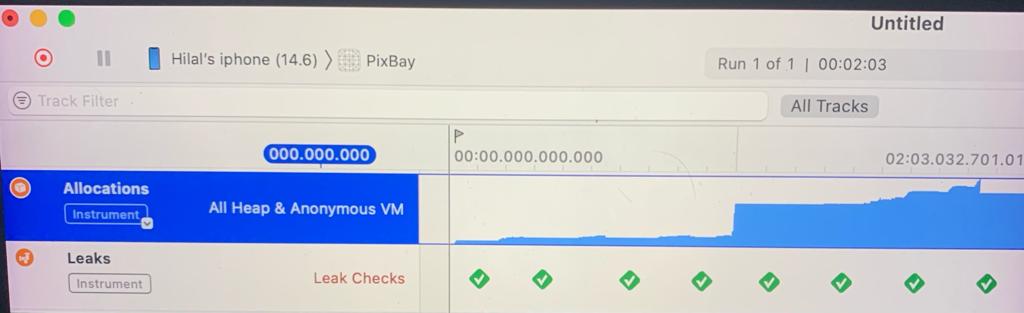 Untitled
Hilal's iphone (14.6) 〉 PixBay
Run 1 of 1 | 00:02:03
Track Filter
All Tracks
000.000.000
00:00.000.000.000
02:03.032.701.01
Allocations
Instrument
All Heap & Anonymous VM
Leaks
Instrument
Leak Checks